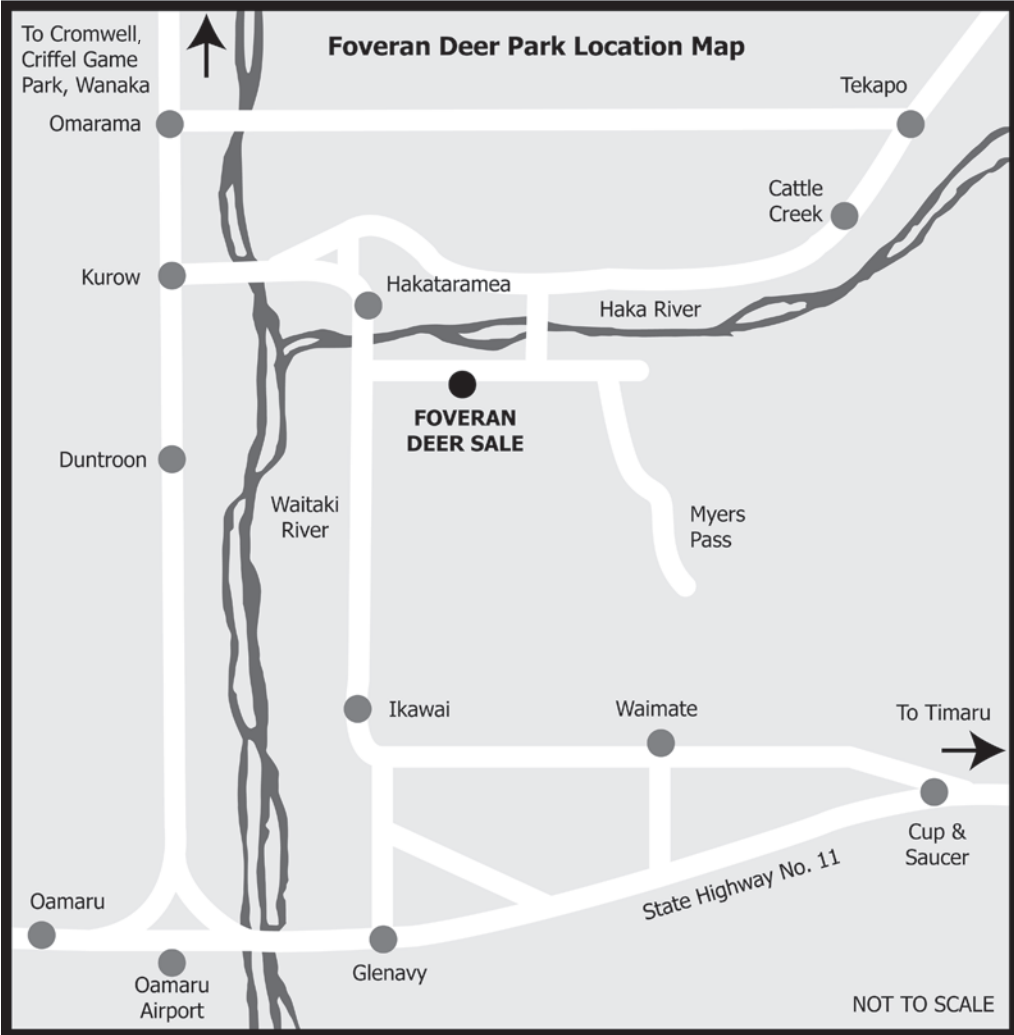 To Cromwell,
Criffel Game
Park, Wanaka
Foveran Deer Park Location Map
Tekapo
Omarama
Cattle
Creek
Kurow
Hakataramea
Haka River
FOVERAN
DEER SALE
Duntroon
Waitaki
River
Myers
Pass
Ikawai
Waimate
To Timaru
Cup &
Saucer
State Highway No. 11
Oamaru
Glenavy
Oamaru
Airport
NOT TO SCALE